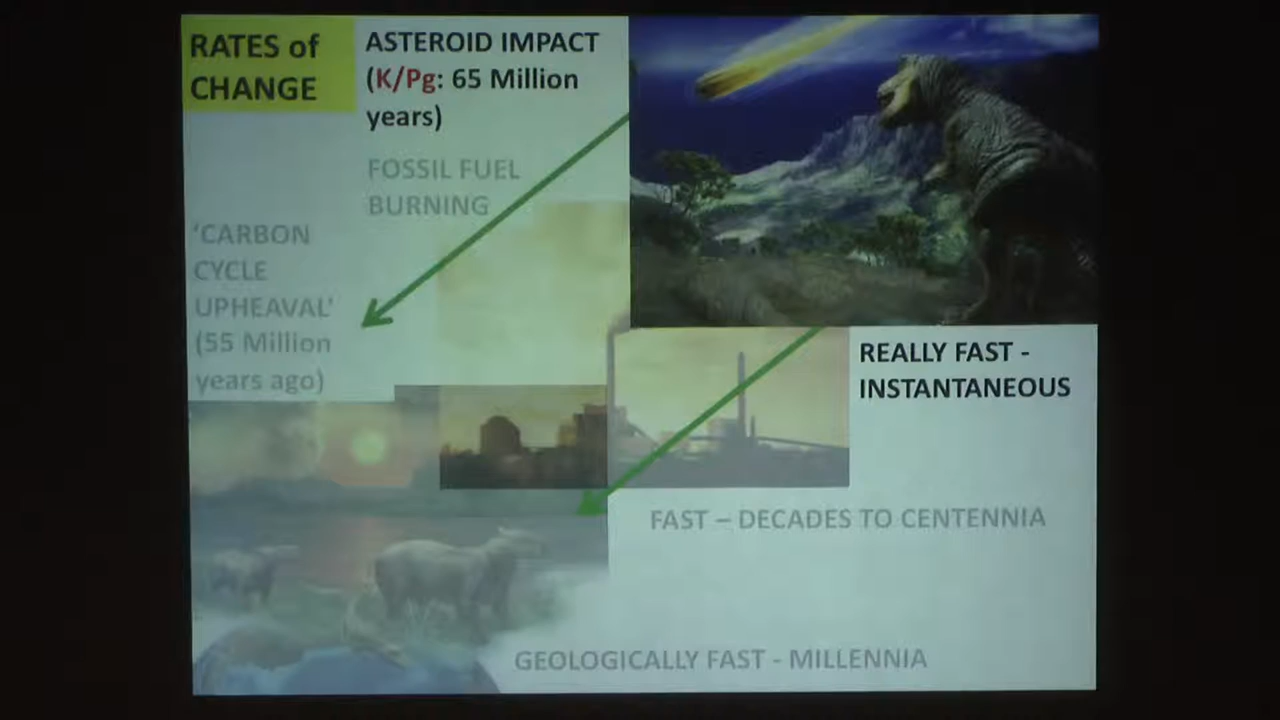 RATES of
CHANGE
ASTEROID IMPACT
(K/Pg: 65 Million
years)
FOSSIL FUEL
BURNING
‘CARBON
CYCLE
UPHEAVAL’
(55 Million
years ago)
REALLY FAST -
INSTANTANEOUS
FAST – DECADES TO CENTENNIA
GEOLOGICALLY FAST - MILLENNIA